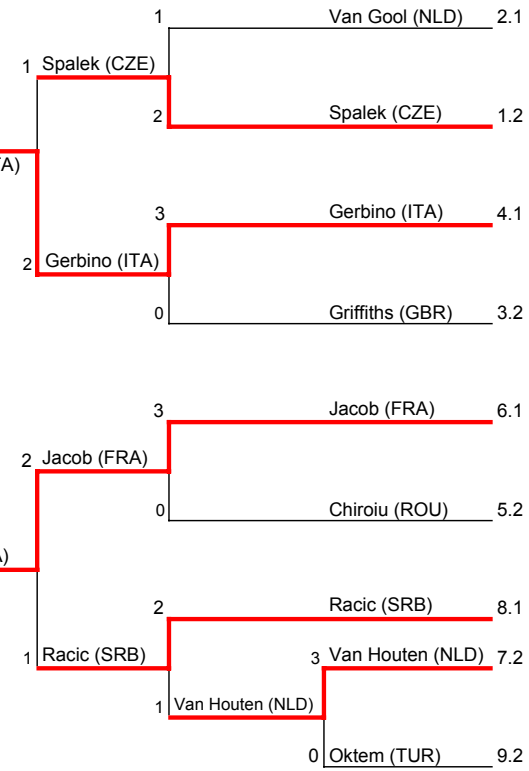 1 Van Gool (NLD) 2.1
1 Spalek (CZE)
2 Spalek (CZE) 1.2
A)
3 Gerbino (ITA) 4.1
2 Gerbino (ITA)
0 Griffiths (GBR) 3.2
3 Jacob (FRA) 6.1
2 Jacob (FRA)
0 Chiroiu (ROU) 5.2
)
2 Racic (SRB) 8.1
1 Racic (SRB) 3 Van Houten (NLD) 7.2
1 Van Houten (NLD)
0 Oktem (TUR) 9.2